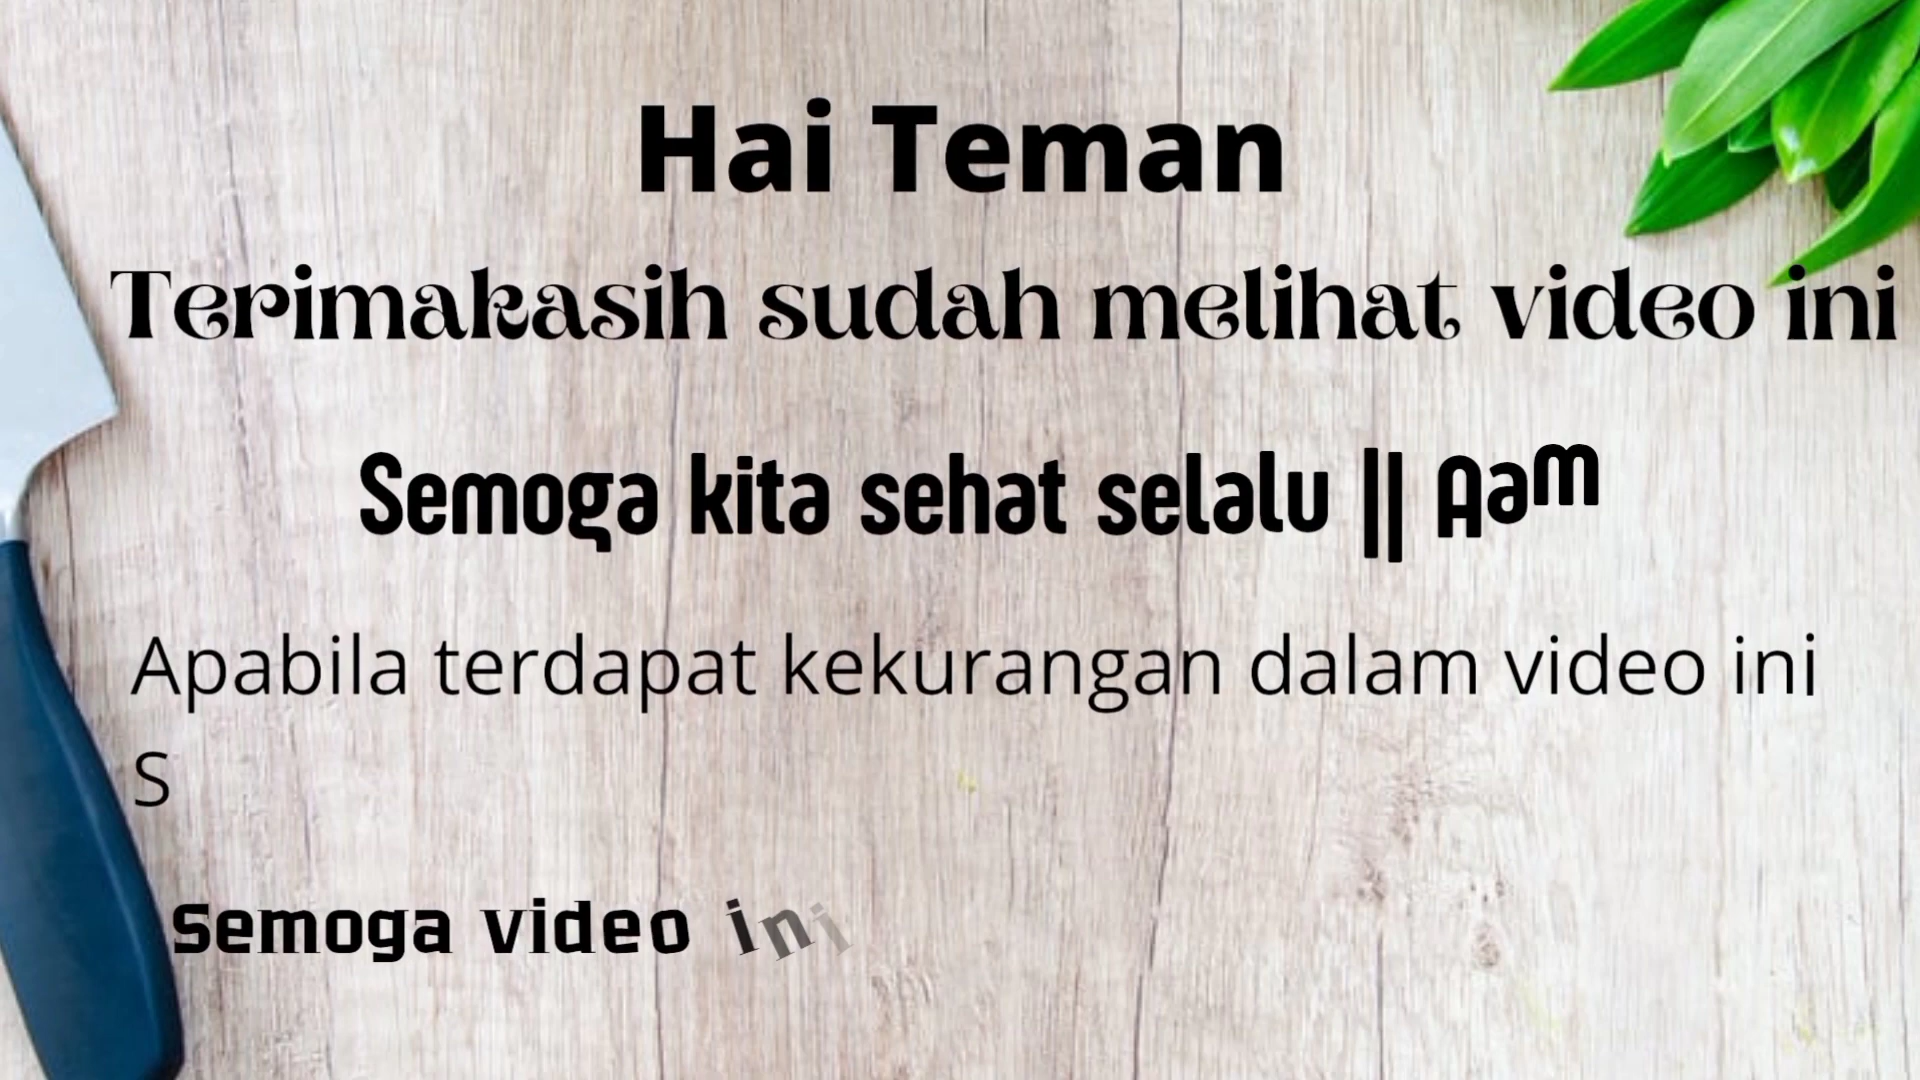 Hai Teman
Terimakasih sudah melihat video ini
Semoga kita sehat selalu || Aam
Apabila terdapat kekurangan dalam video ini
S
Semoga video ini